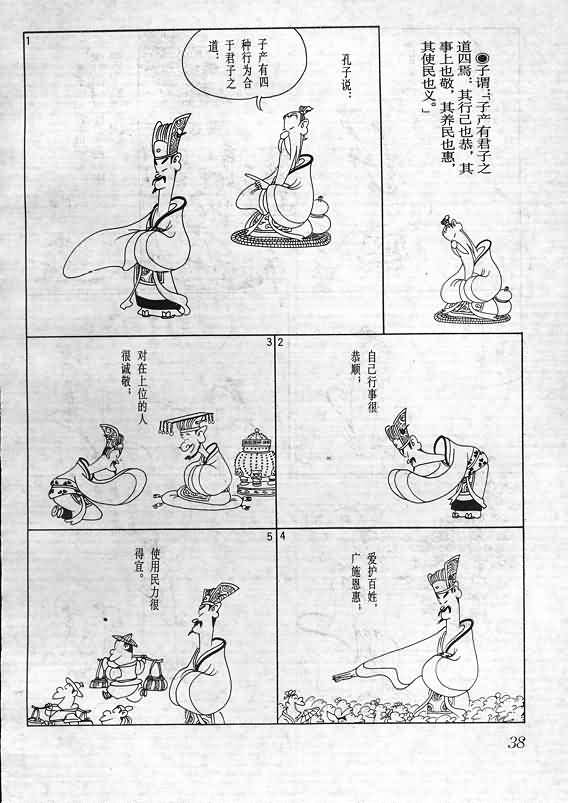 ◉子谓:“子产有君子之
道四焉:其行己也恭,其
事上也敬,其养民也惠,
其使民也义。”
1
孔子说:
子产有四
种行为合
于君子之
道:
2
自己行事很
恭顺;
3
对在上位的人
很诚敬;
4
爱护百姓,
广施恩惠;
5
使用民力很
得宜。
38